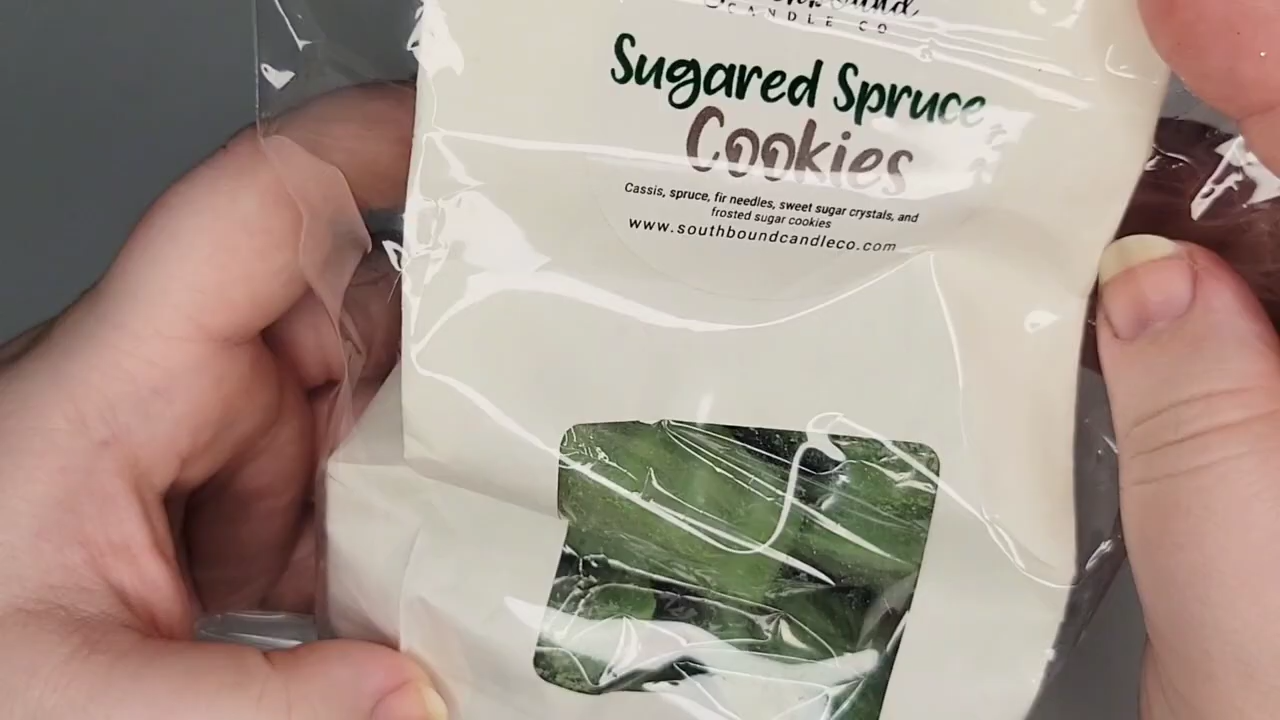 CANDLE CO
Sugared Spruce
Cookies
Cassis, spruce, fir needles, sweet sugar crystals, and
frosted sugar cookies
www.southboundcandleco.com